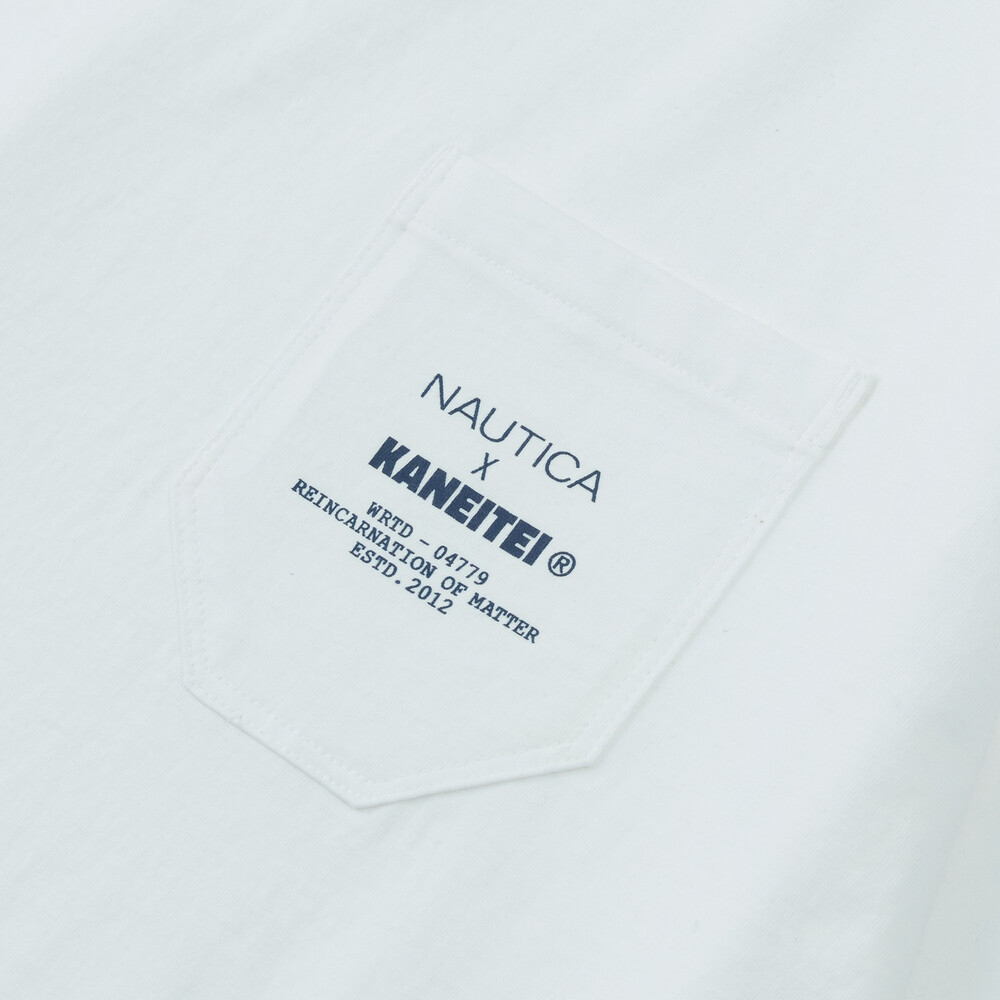 NAUTICA
X
KANEITEI®
WRTD - 04779
REINCARNATION OF MATTER
ESTD.2012